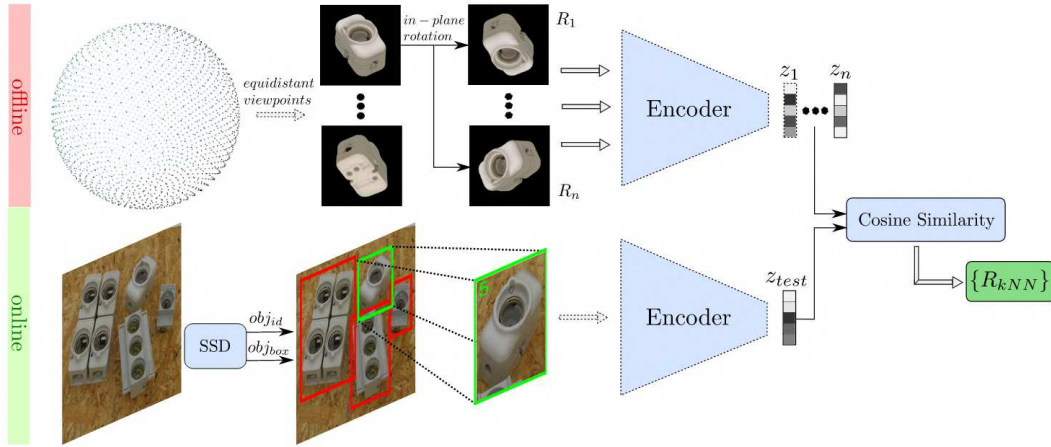 offline
equidistant
viewpoints
in − plane
rotation
R1
Rn
Encoder
z1
zn
Cosine Similarity
{RkNN}
online
SSD
objid
objbox
5
Encoder
ztest